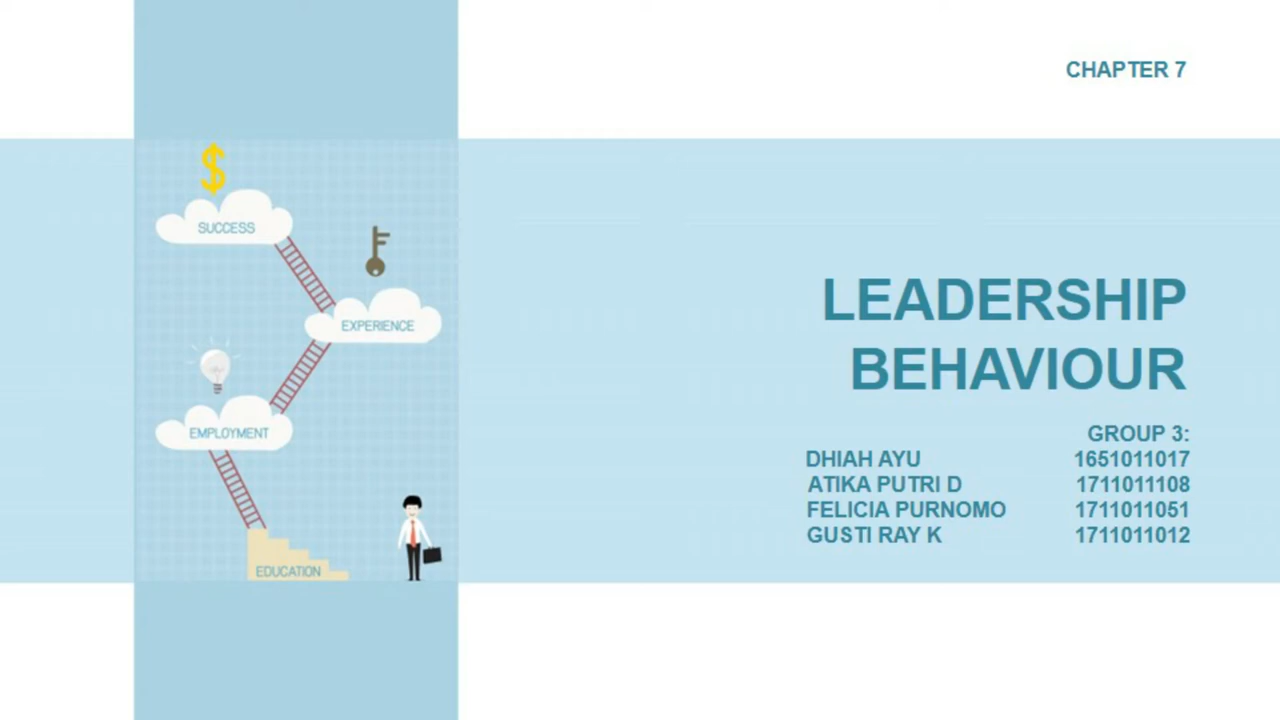 CHAPTER 7
$
SUCCESS
EXPERIENCE
EMPLOYMENT
EDUCATION
LEADERSHIP
BEHAVIOUR
GROUP 3:
DHIAH AYU 1651011017
ATIKA PUTRI D 1711011108
FELICIA PURNOMO 1711011051
GUSTI RAY K 1711011012